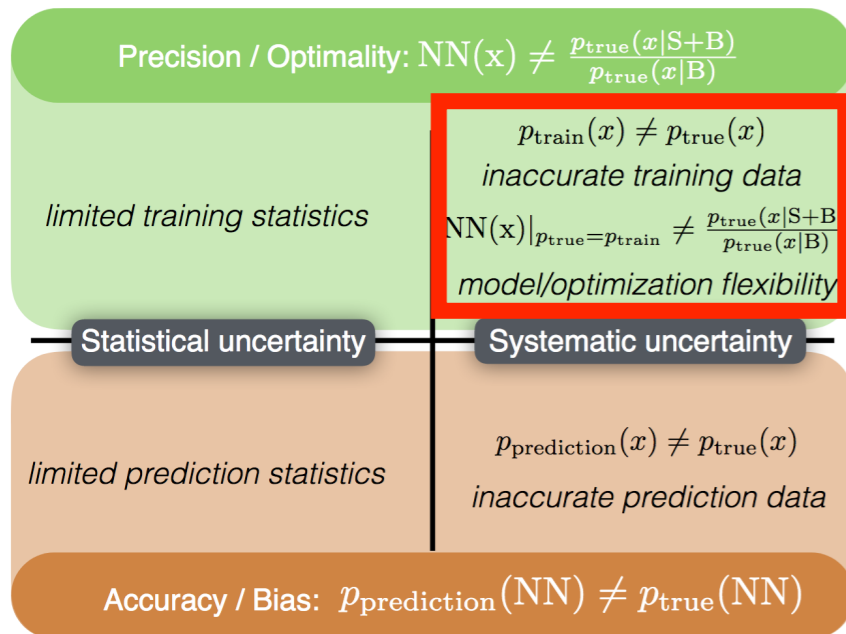 Precision / Optimality: NN(x) ≠ p_true(x|S+B) / p_true(x|B)
limited training statistics
p_train(x) ≠ p_true(x)
inaccurate training data
NN(x)|p_true=p_train ≠ p_true(x|S+B / p_true(x|B)
model/optimization flexibility
Statistical uncertainty
Systematic uncertainty
limited prediction statistics
p_prediction(x) ≠ p_true(x)
inaccurate prediction data
Accuracy / Bias: p_prediction(NN) ≠ p_true(NN)